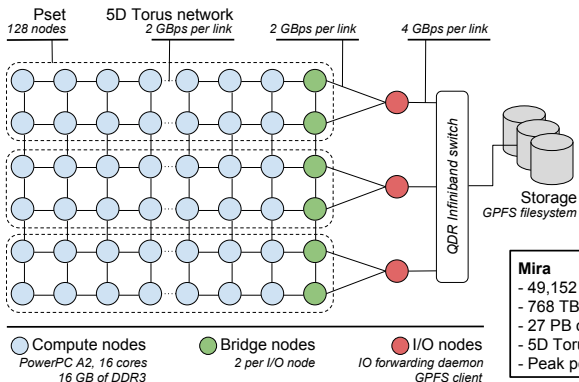 Pset
128 nodes
5D Torus network
2 GBps per link
2 GBps per link
4 GBps per link
QDR Infiniband switch
Storage
GPFS filesystem
Mira
- 49,152
- 768 TB
- 27 PB
- 5D Toru
- Peak p
Compute nodes
PowerPC A2, 16 cores
16 GB of DDR3
Bridge nodes
2 per I/O node
I/O nodes
IO forwarding daemon
GPFS client